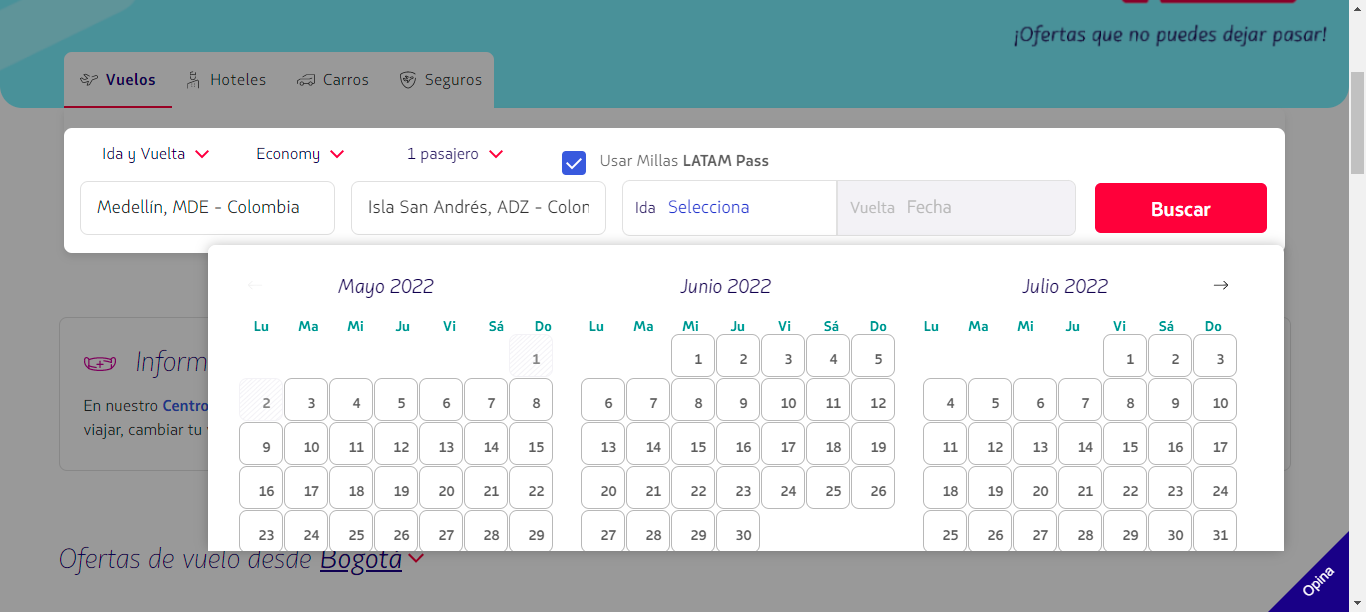 ¡Ofertas que no puedes dejar pasar!
Vuelos Hoteles Carros Seguros
Ida y Vuelta Economy 1 pasajero Usar Millas LATAM Pass
Medellín, MDE - Colombia Isla San Andrés, ADZ - Colon Ida Selecciona Vuelta Fecha Buscar
Mayo 2022 Junio 2022 Julio 2022
Lu Ma Mi Ju Vi Sá Do Lu Ma Mi Ju Vi Sá Do Lu Ma Mi Ju Vi Sá Do
1 1 2 3 4 5 1 2 3
2 3 4 5 6 7 8 6 7 8 9 10 11 12 4 5 6 7 8 9 10
9 10 11 12 13 14 15 13 14 15 16 17 18 19 11 12 13 14 15 16 17
16 17 18 19 20 21 22 20 21 22 23 24 25 26 18 19 20 21 22 23 24
23 24 25 26 27 28 29 27 28 29 30 25 26 27 28 29 30 31
Inform
En nuestro Centro
viajar, cambiar tu
Ofertas de vuelo desde Bogotá
Opina